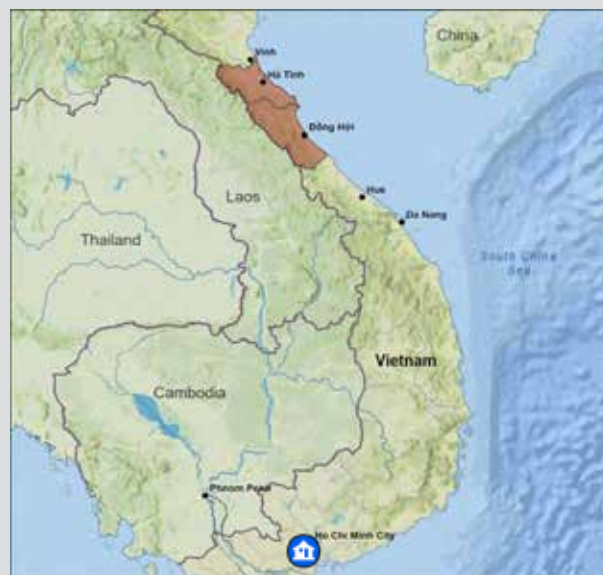 China
Vinh
Hà Tĩnh
Đồng Hới
Laos
Hue
Da Nang
Thailand
South China
Sea
Vietnam
Cambodia
Phnom Penh
Ho Chi Minh City